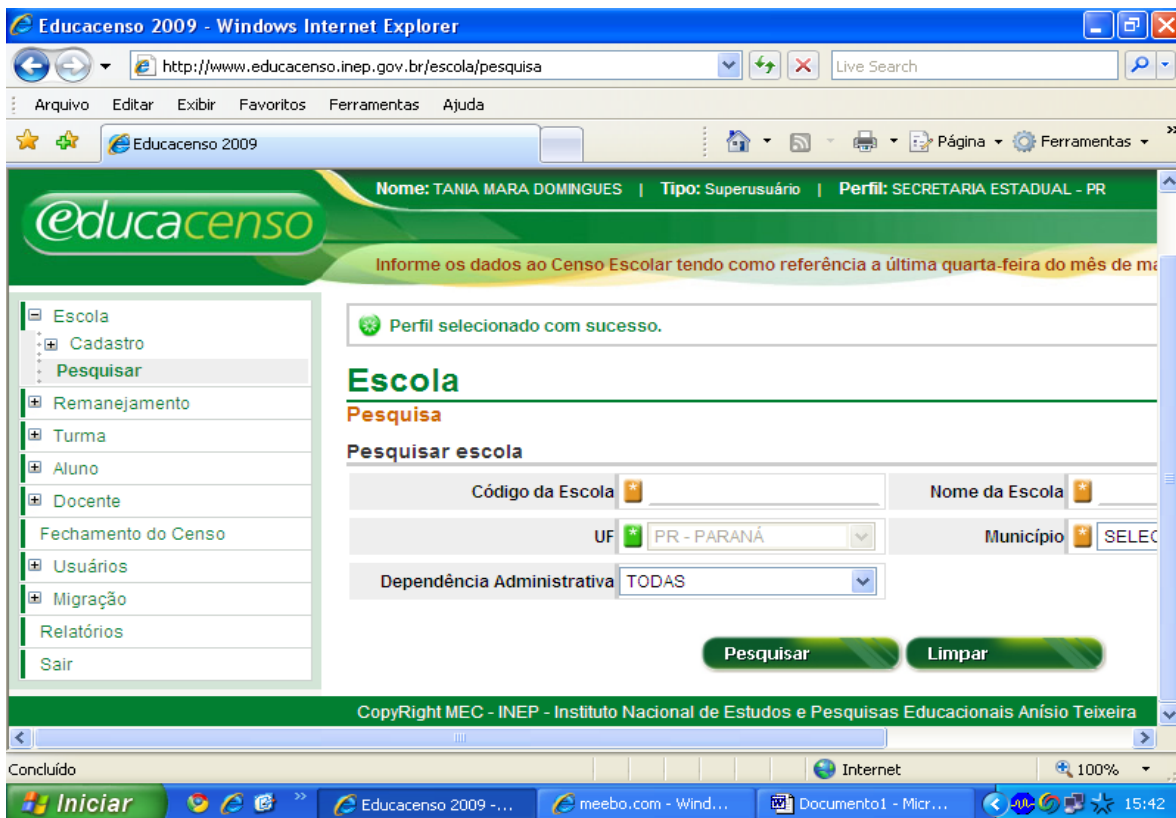 Educacenso 2009 - Windows Internet Explorer
http://www.educacenso.inep.gov.br/escola/pesquisa
Live Search
Arquivo Editar Exibir Favoritos Ferramentas Ajuda
Educacenso 2009
Página Ferramentas
Nome: TANIA MARA DOMINGUES | Tipo: Superusuário | Perfil: SECRETARIA ESTADUAL - PR
educacenso
Informe os dados ao Censo Escolar tendo como referência a última quarta-feira do mês de ma
Escola
Cadastro
Pesquisar
Remanejamento
Turma
Aluno
Docente
Fechamento do Censo
Usuários
Migração
Relatórios
Sair
Perfil selecionado com sucesso.
Escola
Pesquisa
Pesquisar escola
Código da Escola Nome da Escola
UF PR - PARANÁ Município SELEC
Dependência Administrativa TODAS
Pesquisar Limpar
CopyRight MEC - INEP - Instituto Nacional de Estudos e Pesquisas Educacionais Anísio Teixeira
Concluído Internet 100%
Iniciar Educacenso 2009 -... meebo.com - Wind... Documento1 - Micr... 15:42